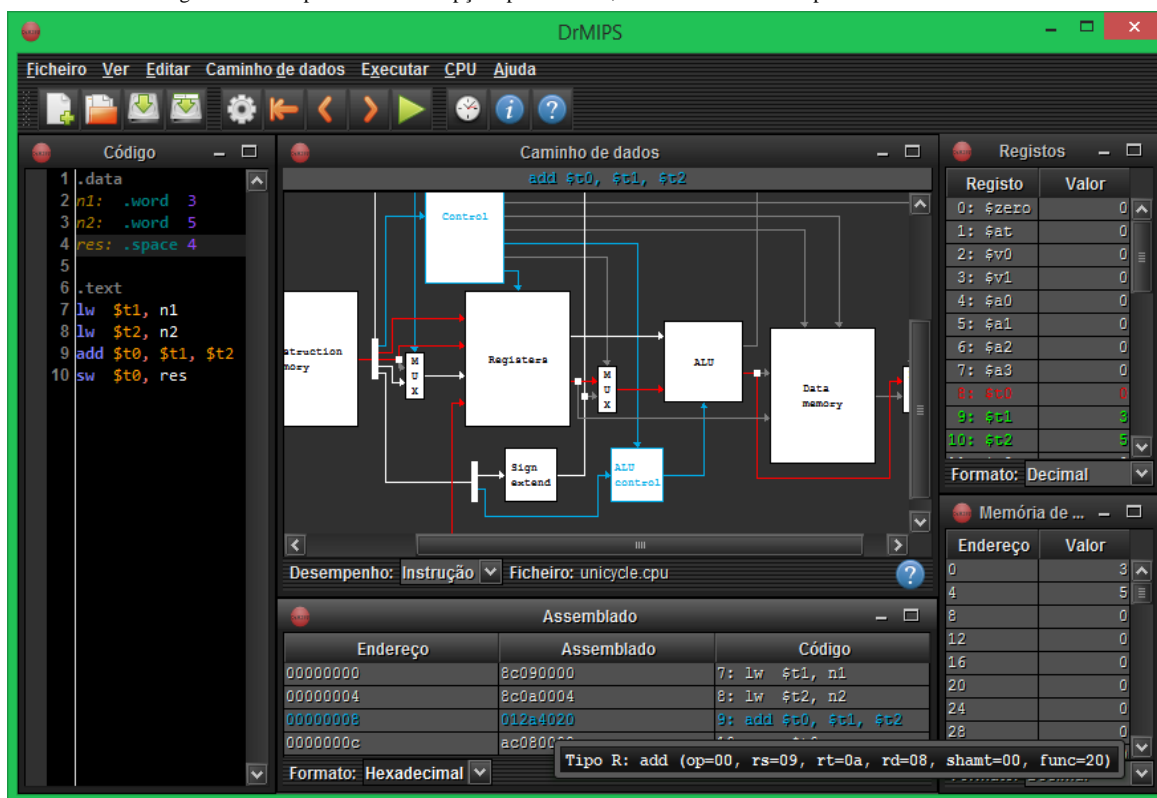 DrMIPS
Ficheiro Ver Editar Caminho de dados Executar CPU Ajuda
Código
1 .data
2 n1: .word 3
3 n2: .word 5
4 res: .space 4
5
6 .text
7 lw $t1, n1
8 lw $t2, n2
9 add $t0, $t1, $t2
10 sw $t0, res
Caminho de dados
add $t0, $t1, $t2
Control
struction
mory
MUX
Registers
MUX
ALU
Data
memory
Sign
extend
ALU
control
Desempenho: Instrução Ficheiro: unicycle.cpu
Assemblado
Endereço Assemblado Código
00000000 8c090000 7: lw $t1, n1
00000004 8c0a0004 8: lw $t2, n2
00000008 012a4020 9: add $t0, $t1, $t2
0000000c
Formato: Hexadecimal
Tipo R: add (op=00, rs=09, rt=0a, rd=08, shamt=00, func=20)
Registos
Registo Valor
0: $zero 0
1: $at 0
2: $v0 0
3: $v1 0
4: $a0 0
5: $a1 0
6: $a2 0
7: $a3 0
8: $t0 0
9: $t1 3
10: $t2 5
Formato: Decimal
Memória de ...
Endereço Valor
0 3
4 5
8 0
12 0
16 0
20 0
24 0
28 0